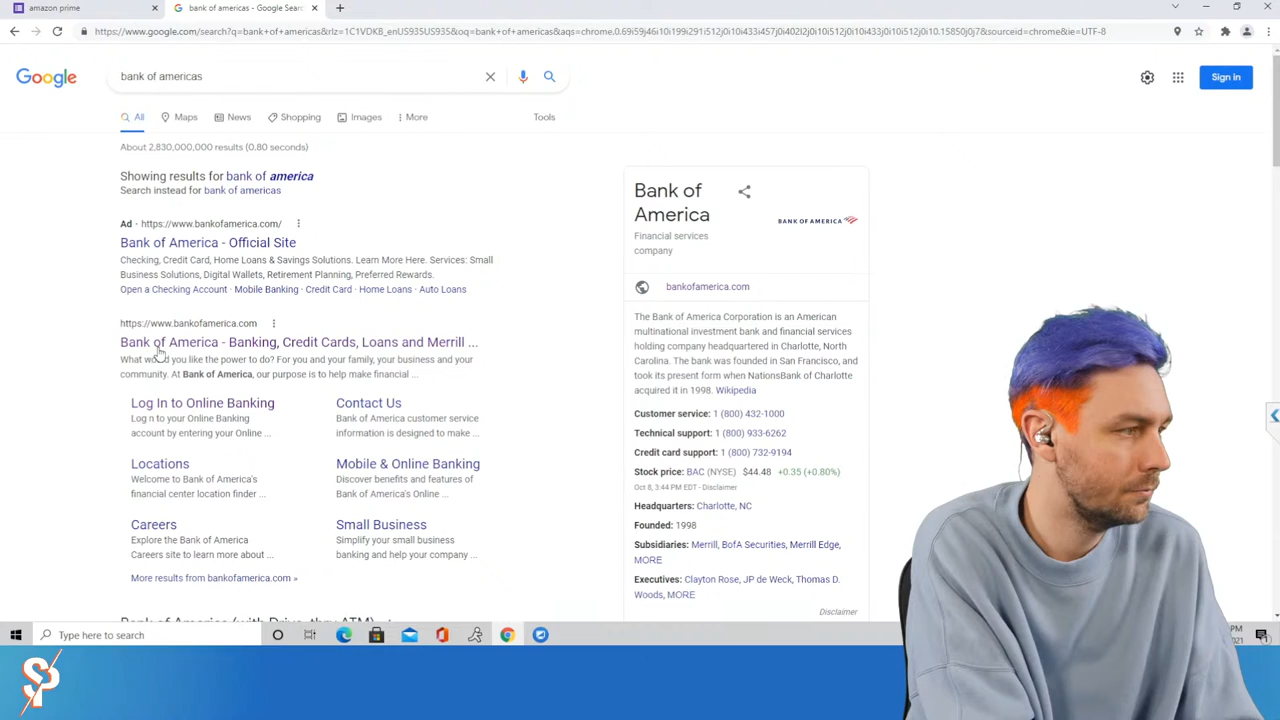 amazon prime
bank of americas - Google Searc
https://www.google.com/search?q=bank+of+americas&rlz=1C1VDKB_enUS935US935&oq=bank+of+americas&aqs=chrome.0.69i59j46i10i199i291i512j0i10i433i457j0i402l2j0i10i512j0i10i433j0i10i512j0i10.15850j0j7&sourceid=chrome&ie=UTF-8
Google
bank of americas
Sign in
All
Maps
News
Shopping
Images
More
Tools
About 2,830,000,000 results (0.80 seconds)
Showing results for bank of america
Search instead for bank of americas
Ad · https://www.bankofamerica.com/
Bank of America - Official Site
Checking, Credit Card, Home Loans & Savings Solutions. Learn More Here. Services: Small
Business Solutions, Digital Wallets, Retirement Planning, Preferred Rewards.
Open a Checking Account · Mobile Banking · Credit Card · Home Loans · Auto Loans
https://www.bankofamerica.com
Bank of America - Banking, Credit Cards, Loans and Merrill ...
What would you like the power to do? For you and your family, your business and your
community. At Bank of America, our purpose is to help make financial ...
Log In to Online Banking
Log n to your Online Banking
account by entering your Online ...
Contact Us
Bank of America customer service
information is designed to make ...
Locations
Welcome to Bank of America's
financial center location finder ...
Mobile & Online Banking
Discover benefits and features of
Bank of America's Online ...
Careers
Explore the Bank of America
Careers site to learn more about ...
Small Business
Simplify your small business
banking and help your company ...
More results from bankofamerica.com »
Bank of America (with Drive-thru ATM)
Bank of
America
BANK OF AMERICA
Financial services
company
bankofamerica.com
The Bank of America Corporation is an American
multinational investment bank and financial services
holding company headquartered in Charlotte, North
Carolina. The bank was founded in San Francisco, and
took its present form when NationsBank of Charlotte
acquired it in 1998. Wikipedia
Customer service: 1 (800) 432-1000
Technical support: 1 (800) 933-6262
Credit card support: 1 (800) 732-9194
Stock price: BAC (NYSE) $44.48 +0.35 (+0.80%)
Oct 8, 3:44 PM EDT - Disclaimer
Headquarters: Charlotte, NC
Founded: 1998
Subsidiaries: Merrill, BofA Securities, Merrill Edge,
MORE
Executives: Clayton Rose, JP de Weck, Thomas D.
Woods, MORE
Disclaimer
Type here to search
PM
2021
SP